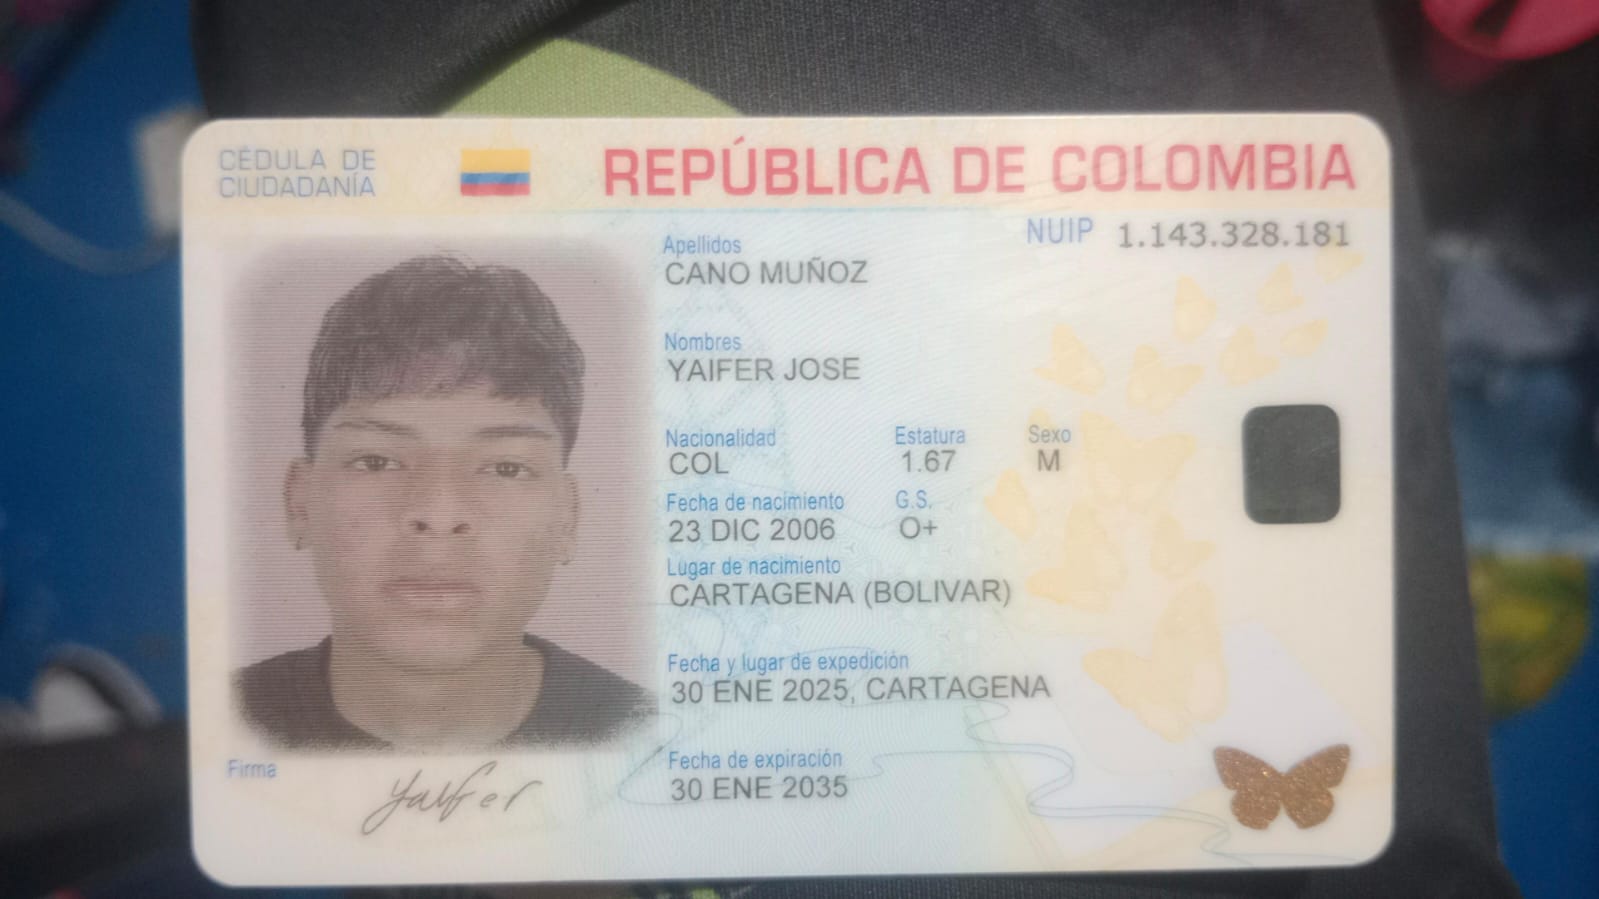 CÉDULA DE
CIUDADANÍA
REPÚBLICA DE COLOMBIA
NUIP 1.143.328.181
Apellidos
CANO MUÑOZ
Nombres
YAIFER JOSE
Nacionalidad Estatura Sexo
COL 1.67 M
Fecha de nacimiento G.S.
23 DIC 2006 O+
Lugar de nacimiento
CARTAGENA (BOLIVAR)
Fecha y lugar de expedición
30 ENE 2025, CARTAGENA
Fecha de expiración
30 ENE 2035
Firma
Yaifer